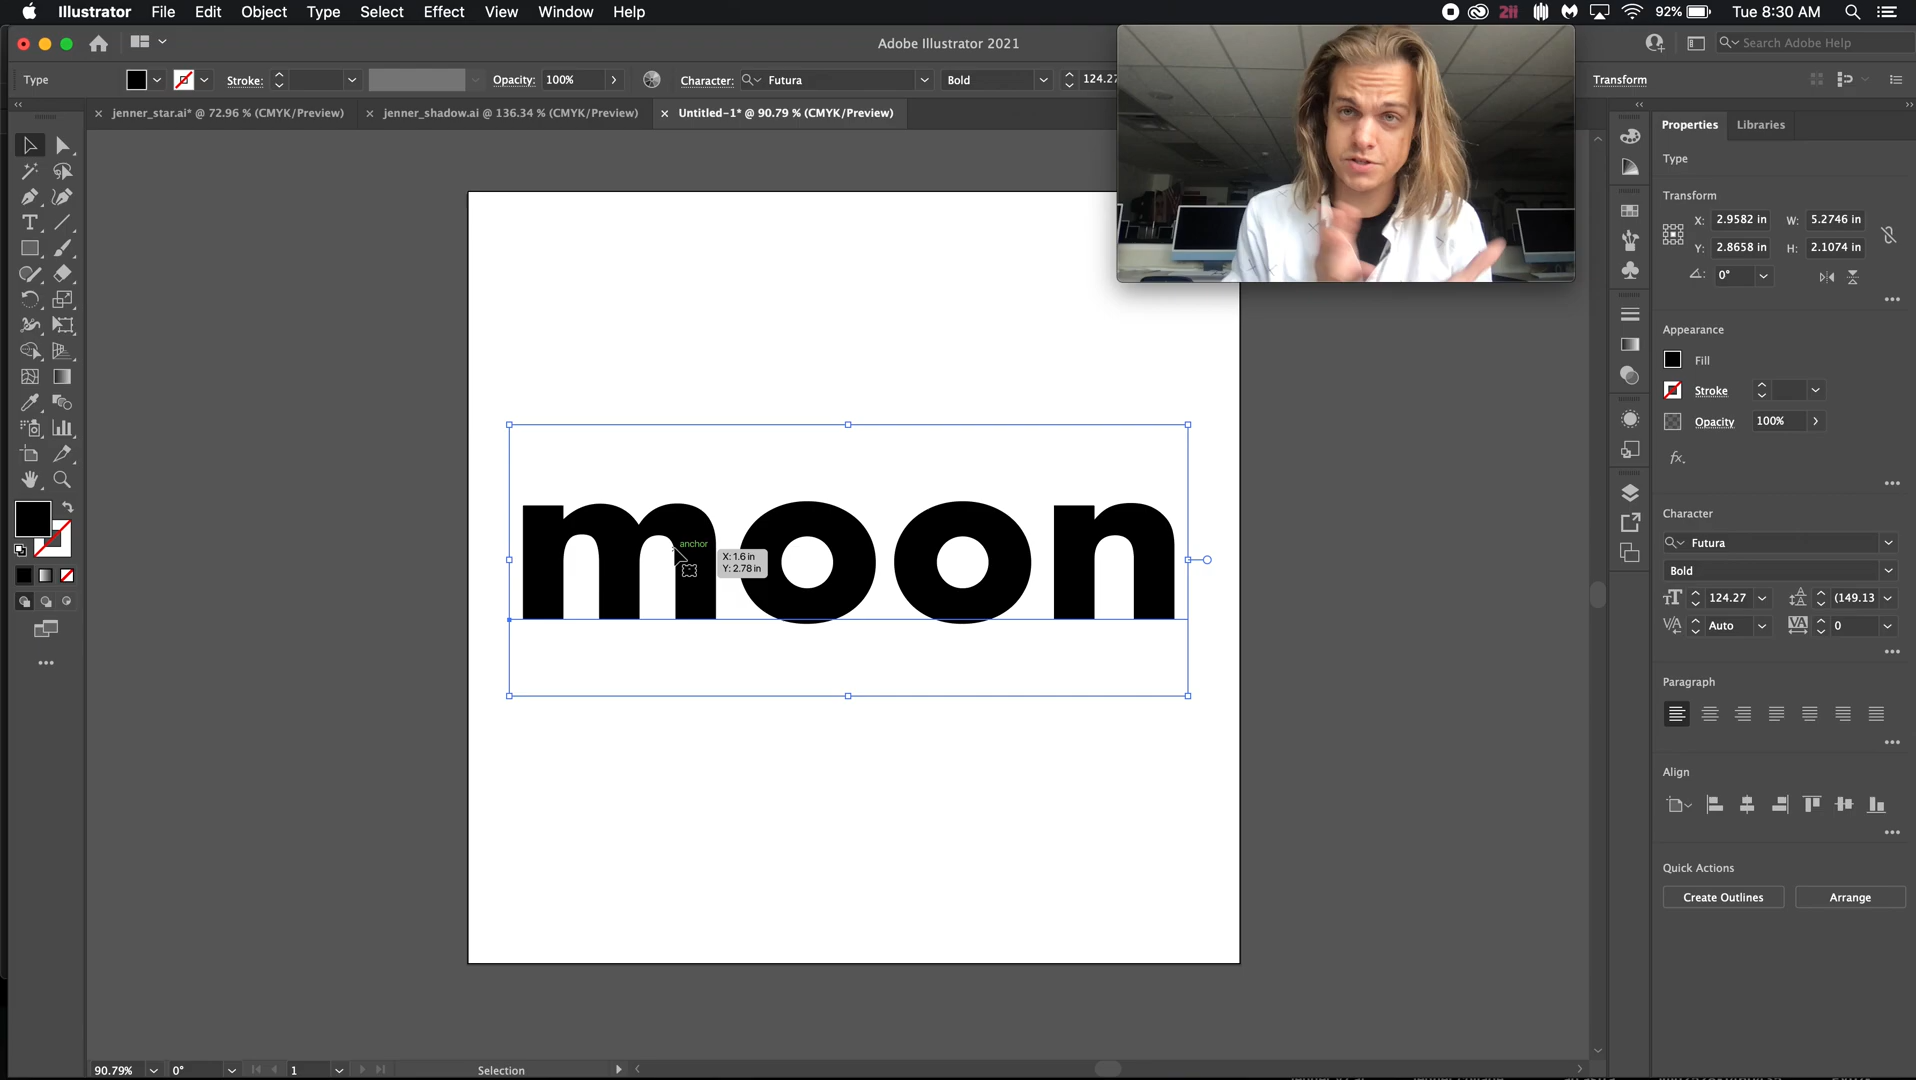 Illustrator File Edit Object Type Select Effect View Window Help
92% Tue 8:30 AM
Adobe Illustrator 2021
Search Adobe Help
Type Stroke: Opacity: 100% Character: Futura Bold 124.27 Transform
jenner_star.ai* @ 72.96 % (CMYK/Preview) jenner_shadow.ai @ 136.34 % (CMYK/Preview) Untitled-1* @ 90.79 % (CMYK/Preview)
Properties Libraries
Type
Transform
X: 2.9582 in W: 5.2746 in
Y: 2.8658 in H: 2.1074 in
0°
Appearance
Fill
Stroke
Opacity 100%
fx.
Character
Futura
Bold
124.27 (149.13
Auto 0
Paragraph
Align
Quick Actions
Create Outlines Arrange
moon
anchor
X: 1.6 in
Y: 2.78 in
90.79% 0° 1 Selection